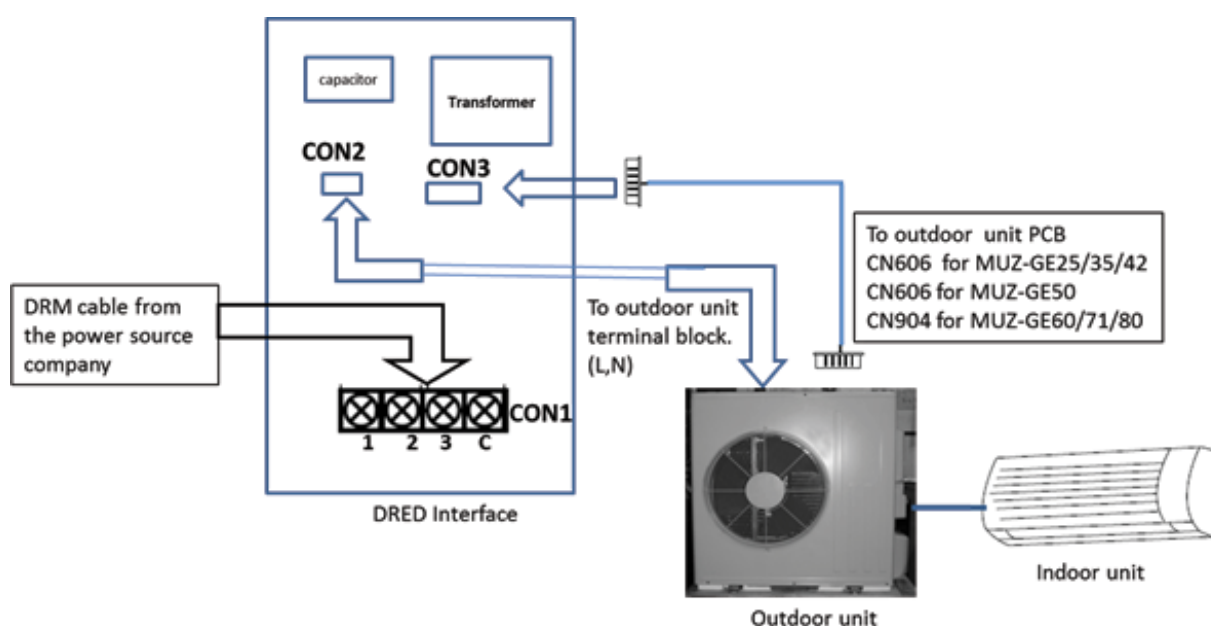 capacitor
Transformer
CON2
CON3
To outdoor unit PCB
CN606 for MUZ-GE25/35/42
CN606 for MUZ-GE50
CN904 for MUZ-GE60/71/80
DRM cable from
the power source
company
To outdoor unit
terminal block.
(L,N)
CON1
1 2 3 C
DRED Interface
Indoor unit
Outdoor unit